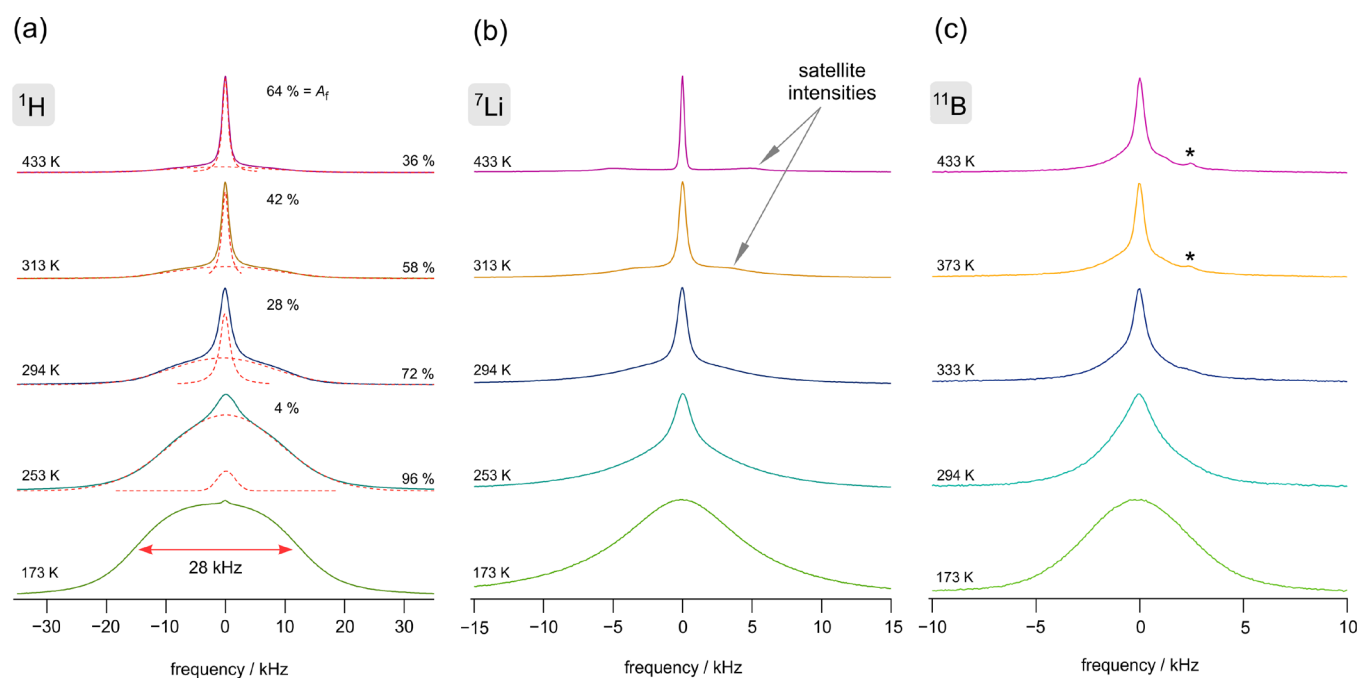 (a)
¹H
64 % = Af
433 K
36 %
42 %
313 K
58 %
28 %
294 K
72 %
4 %
253 K
96 %
28 kHz
173 K
−30 −20 −10 0 10 20 30
frequency / kHz
(b)
satellite
intensities
⁷Li
433 K
313 K
294 K
253 K
173 K
−15 −10 −5 0 5 10 15
frequency / kHz
(c)
¹¹B
433 K
*
373 K
*
333 K
294 K
173 K
−10 −5 0 5 10
frequency / kHz